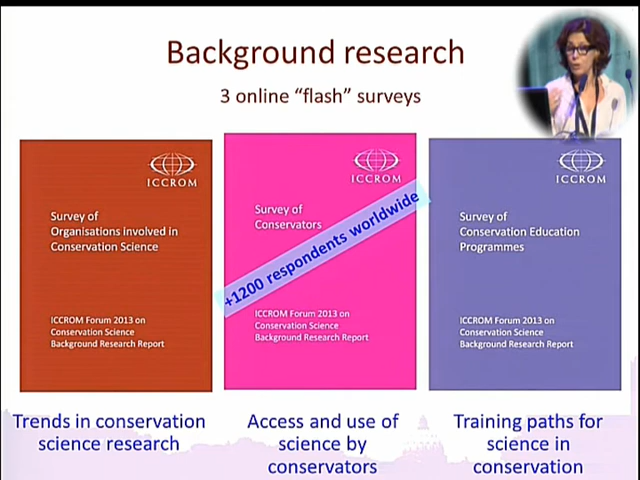 Background research
3 online “flash” surveys
ICCROM
Survey of
Organisations involved in
Conservation Science
ICCROM Forum 2013 on
Conservation Science
Background Research Report
ICCROM
Survey of
Conservators
+1200 respondents worldwide
ICCROM Forum 2013 on
Conservation Science
Background Research Report
ICCROM
Survey of
Conservation Education
Programmes
ICCROM Forum 2013 on
Conservation Science
Background Research Report
Trends in conservation
science research
Access and use of
science by
conservators
Training paths for
science in
conservation